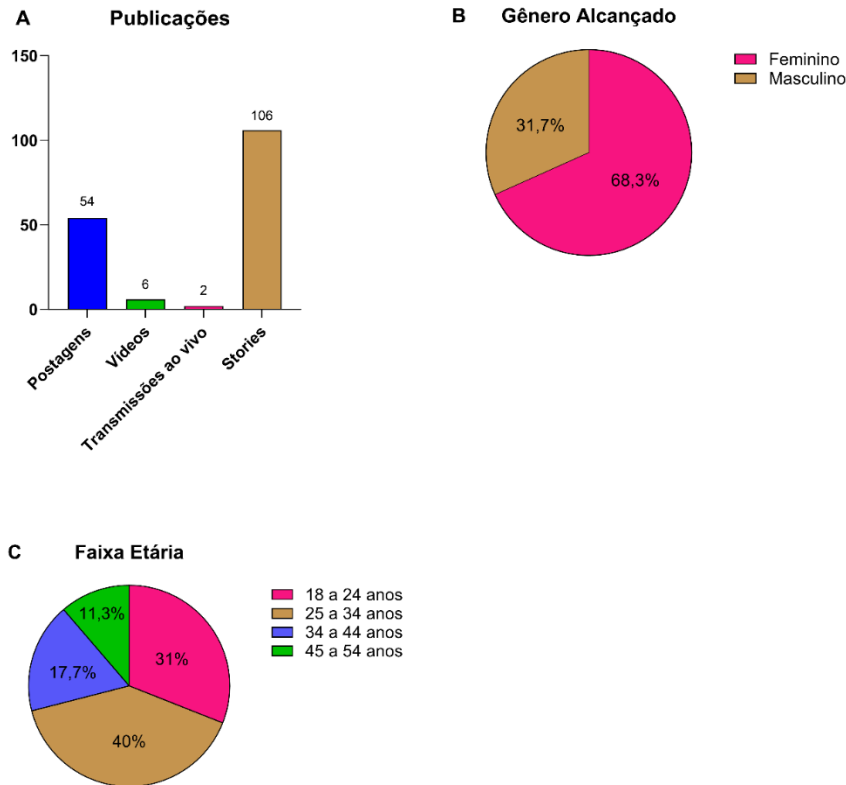 A
Publicações
150
100
50
0
54
6
2
106
Postagens
Vídeos
Transmissões ao vivo
Stories
B
Gênero Alcançado
31,7%
68,3%
Feminino
Masculino
C
Faixa Etária
11,3%
31%
17,7%
40%
18 a 24 anos
25 a 34 anos
34 a 44 anos
45 a 54 anos